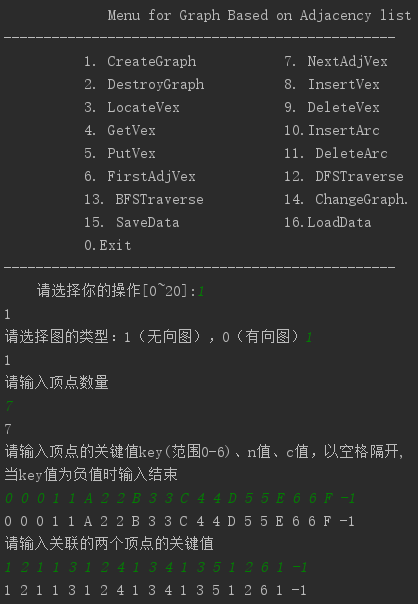 Menu for Graph Based on Adjacency list
-------------------------------------------------
1. CreateGraph 7. NextAdjVex
2. DestroyGraph 8. InsertVex
3. LocateVex 9. DeleteVex
4. GetVex 10.InsertArc
5. PutVex 11. DeleteArc
6. FirstAdjVex 12. DFSTraverse
13. BFSTraverse 14. ChangeGraph.
15. SaveData 16.LoadData
0.Exit
-------------------------------------------------
请选择你的操作[0~20]:1
1
请选择图的类型：1（无向图），0（有向图）1
1
请输入顶点数量
7
7
请输入顶点的关键值key(范围0-6)、n值、c值，以空格隔开,
当key值为负值时输入结束
0 0 0 1 1 A 2 2 B 3 3 C 4 4 D 5 5 E 6 6 F -1
0 0 0 1 1 A 2 2 B 3 3 C 4 4 D 5 5 E 6 6 F -1
请输入关联的两个顶点的关键值
1 2 1 1 3 1 2 4 1 3 4 1 3 5 1 2 6 1 -1
1 2 1 1 3 1 2 4 1 3 4 1 3 5 1 2 6 1 -1